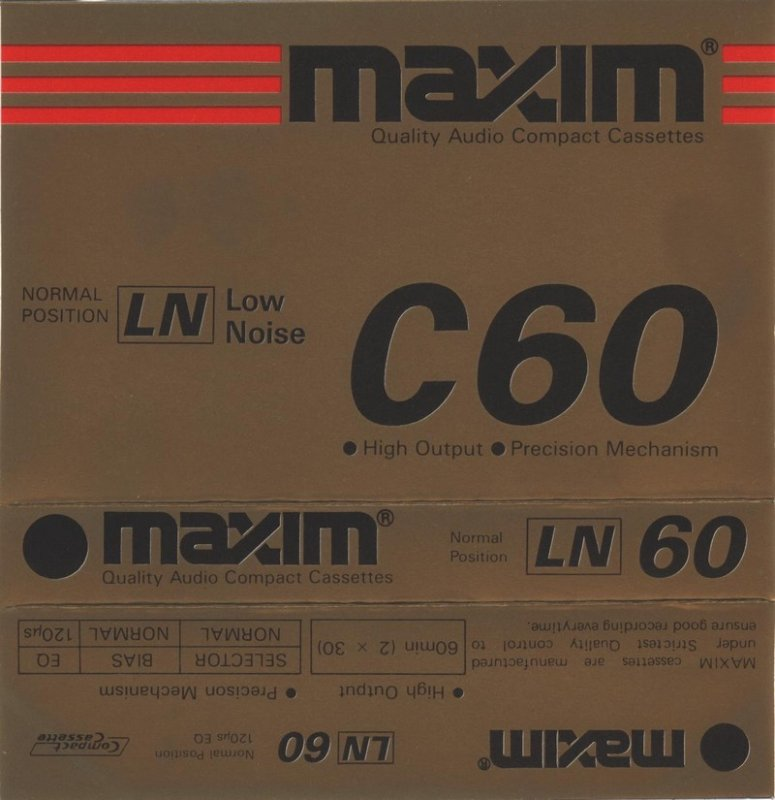 maxim®
Quality Audio Compact Cassettes
NORMAL
POSITION
LN
Low
Noise
C60
● High Output ● Precision Mechanism
maxim®
Quality Audio Compact Cassettes
Normal
Position
LN 60
maxim®
LN 60
Normal Position
120µs EQ
Compact
Cassette
● High Output ● Precison Mechanism
MAXIM cassettes are manufactured
under Strictest Quality control to
ensure good recording everytime.
60min (2 × 30)
SELECTOR BIAS EQ
NORMAL NORMAL 120µs